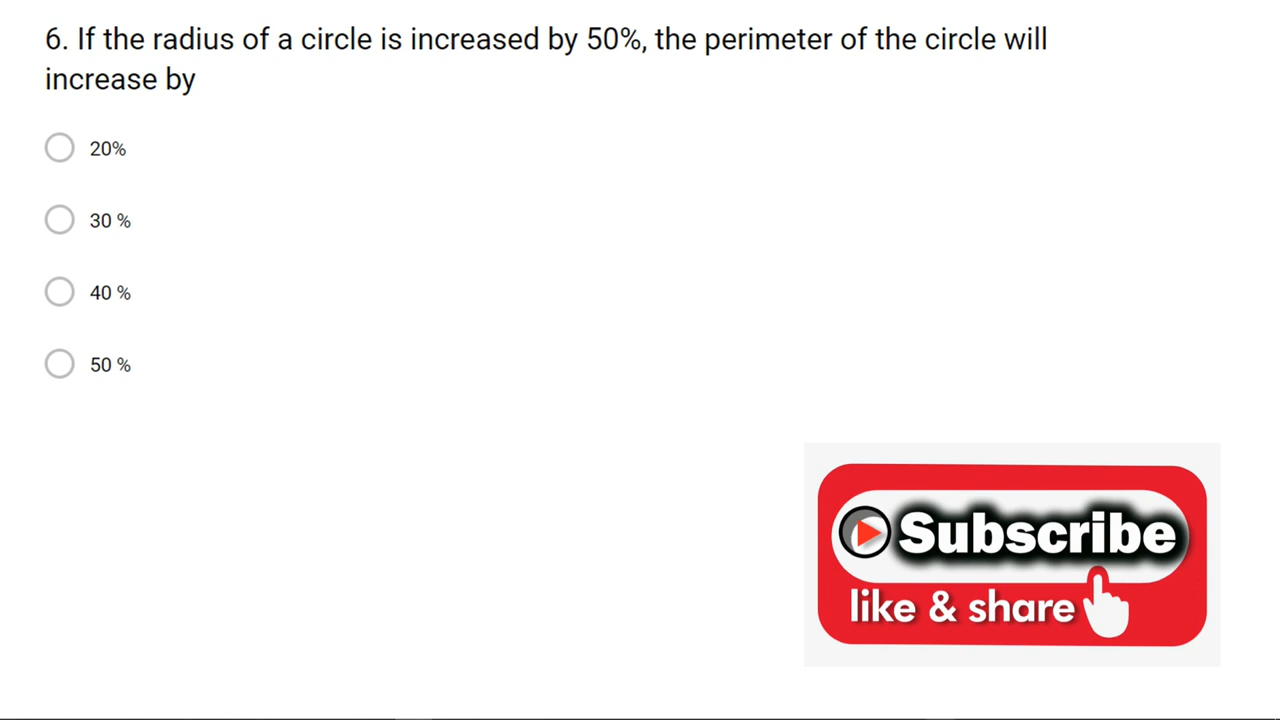 6. If the radius of a circle is increased by 50%, the perimeter of the circle will
increase by
20%
30 %
40 %
50 %
Subscribe
like & share